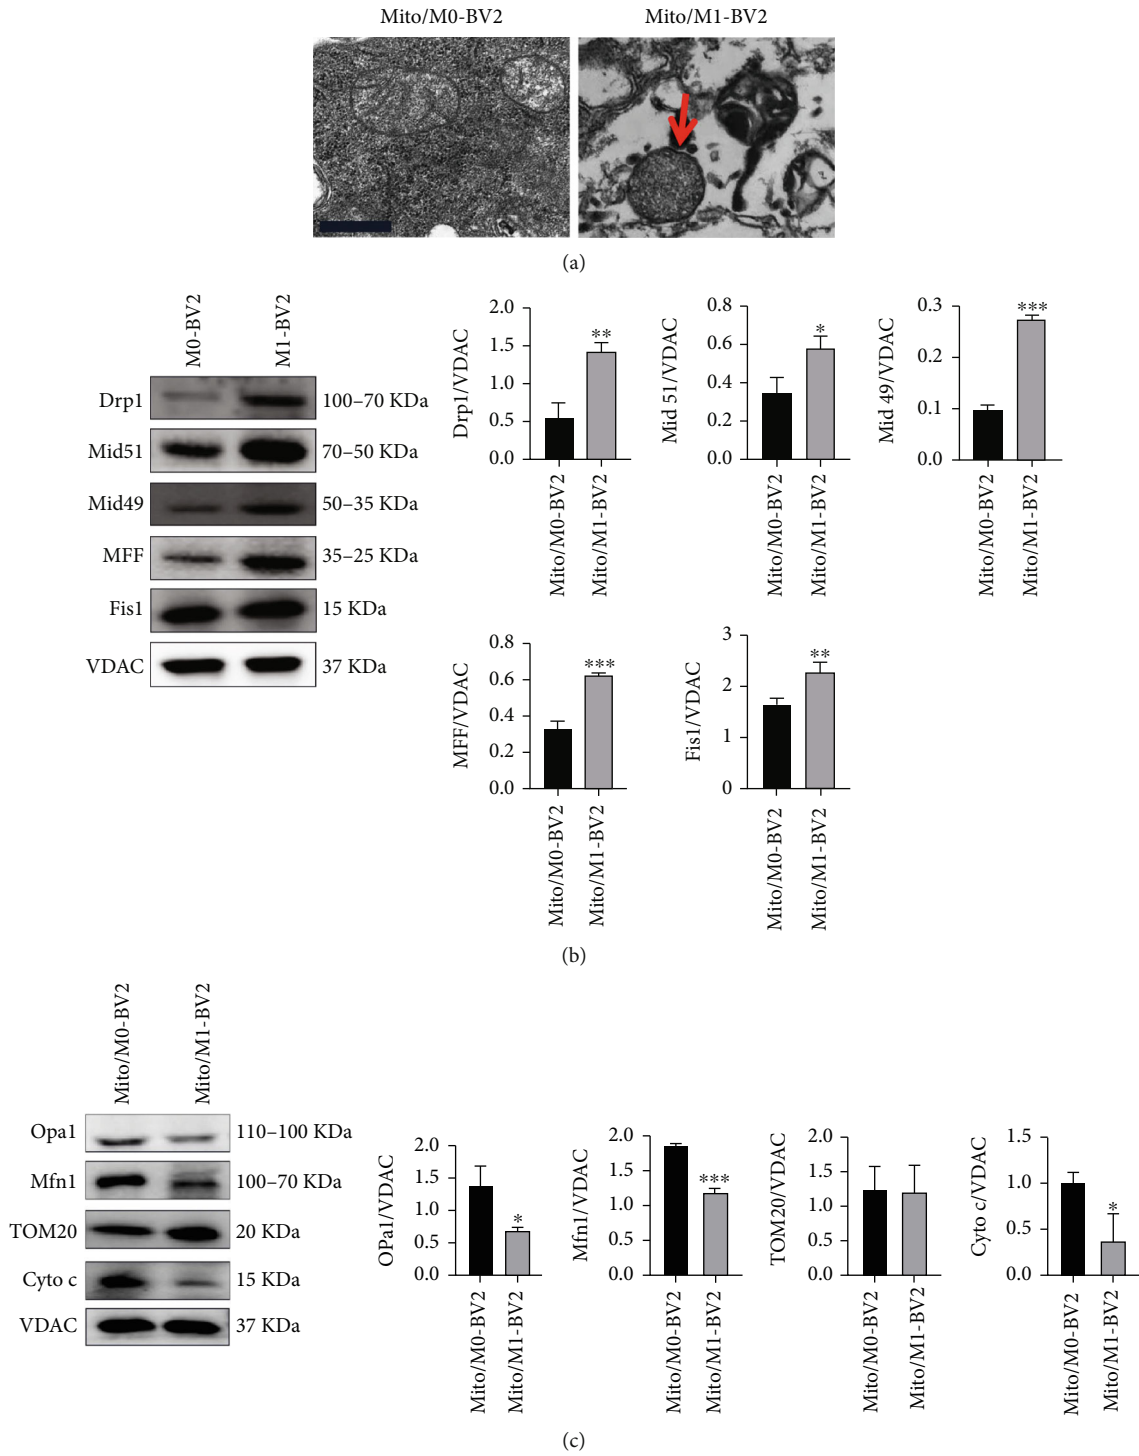 Mito/M0-BV2 Mito/M1-BV2
(a)
M0-BV2 M1-BV2
Drp1 100–70 KDa
Mid51 70–50 KDa
Mid49 50–35 KDa
MFF 35–25 KDa
Fis1 15 KDa
VDAC 37 KDa
Drp1/VDAC
2.0
1.5
1.0
0.5
0.0
**
Mito/M0-BV2
Mito/M1-BV2
Mid 51/VDAC
0.8
0.6
0.4
0.2
0.0
*
Mito/M0-BV2
Mito/M1-BV2
Mid 49/VDAC
0.3
0.2
0.1
0.0
***
Mito/M0-BV2
Mito/M1-BV2
MFF/VDAC
0.8
0.6
0.4
0.2
0.0
***
Mito/M0-BV2
Mito/M1-BV2
Fis1/VDAC
3
2
1
0
**
Mito/M0-BV2
Mito/M1-BV2
(b)
Mito/M0-BV2 Mito/M1-BV2
Opa1 110–100 KDa
Mfn1 100–70 KDa
TOM20 20 KDa
Cyto c 15 KDa
VDAC 37 KDa
OPa1/VDAC
2.0
1.5
1.0
0.5
0.0
*
Mito/M0-BV2
Mito/M1-BV2
Mfn1/VDAC
2.0
1.5
1.0
0.5
0.0
***
Mito/M0-BV2
Mito/M1-BV2
TOM20/VDAC
2.0
1.5
1.0
0.5
0.0
Mito/M0-BV2
Mito/M1-BV2
Cyto c/VDAC
1.5
1.0
0.5
0.0
*
Mito/M0-BV2
Mito/M1-BV2
(c)